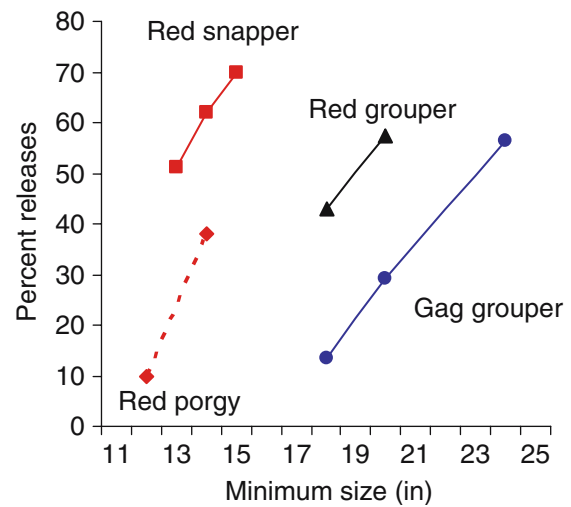 Red snapper
Red grouper
Gag grouper
Red porgy
Percent releases
80
70
60
50
40
30
20
10
0
11 13 15 17 19 21 23 25
Minimum size (in)